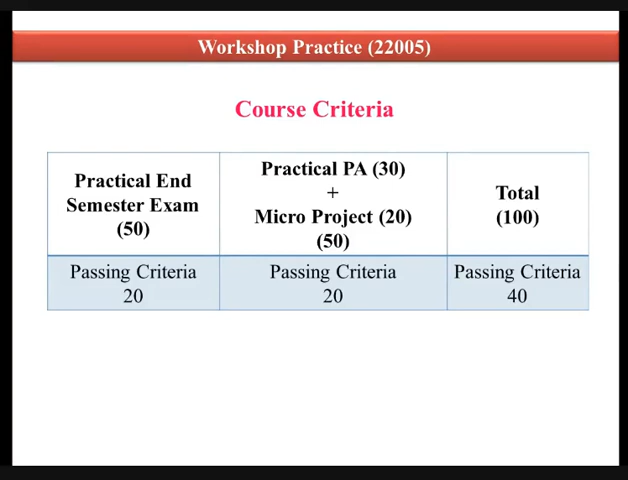 Workshop Practice (22005)
Course Criteria
Practical End
Semester Exam
(50)
Practical PA (30)
+
Micro Project (20)
(50)
Total
(100)
Passing Criteria
20
Passing Criteria
20
Passing Criteria
40